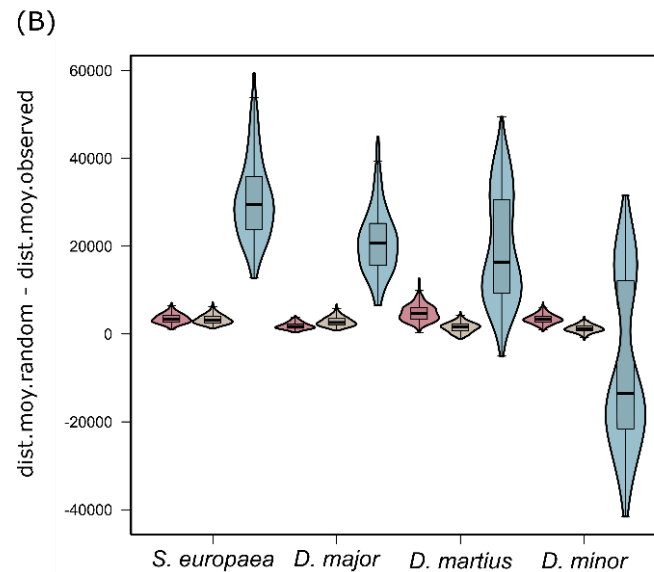 (B)
dist.moy.random - dist.moy.observed
60000
40000
20000
0
-20000
-40000
S. europaea D. major D. martius D. minor